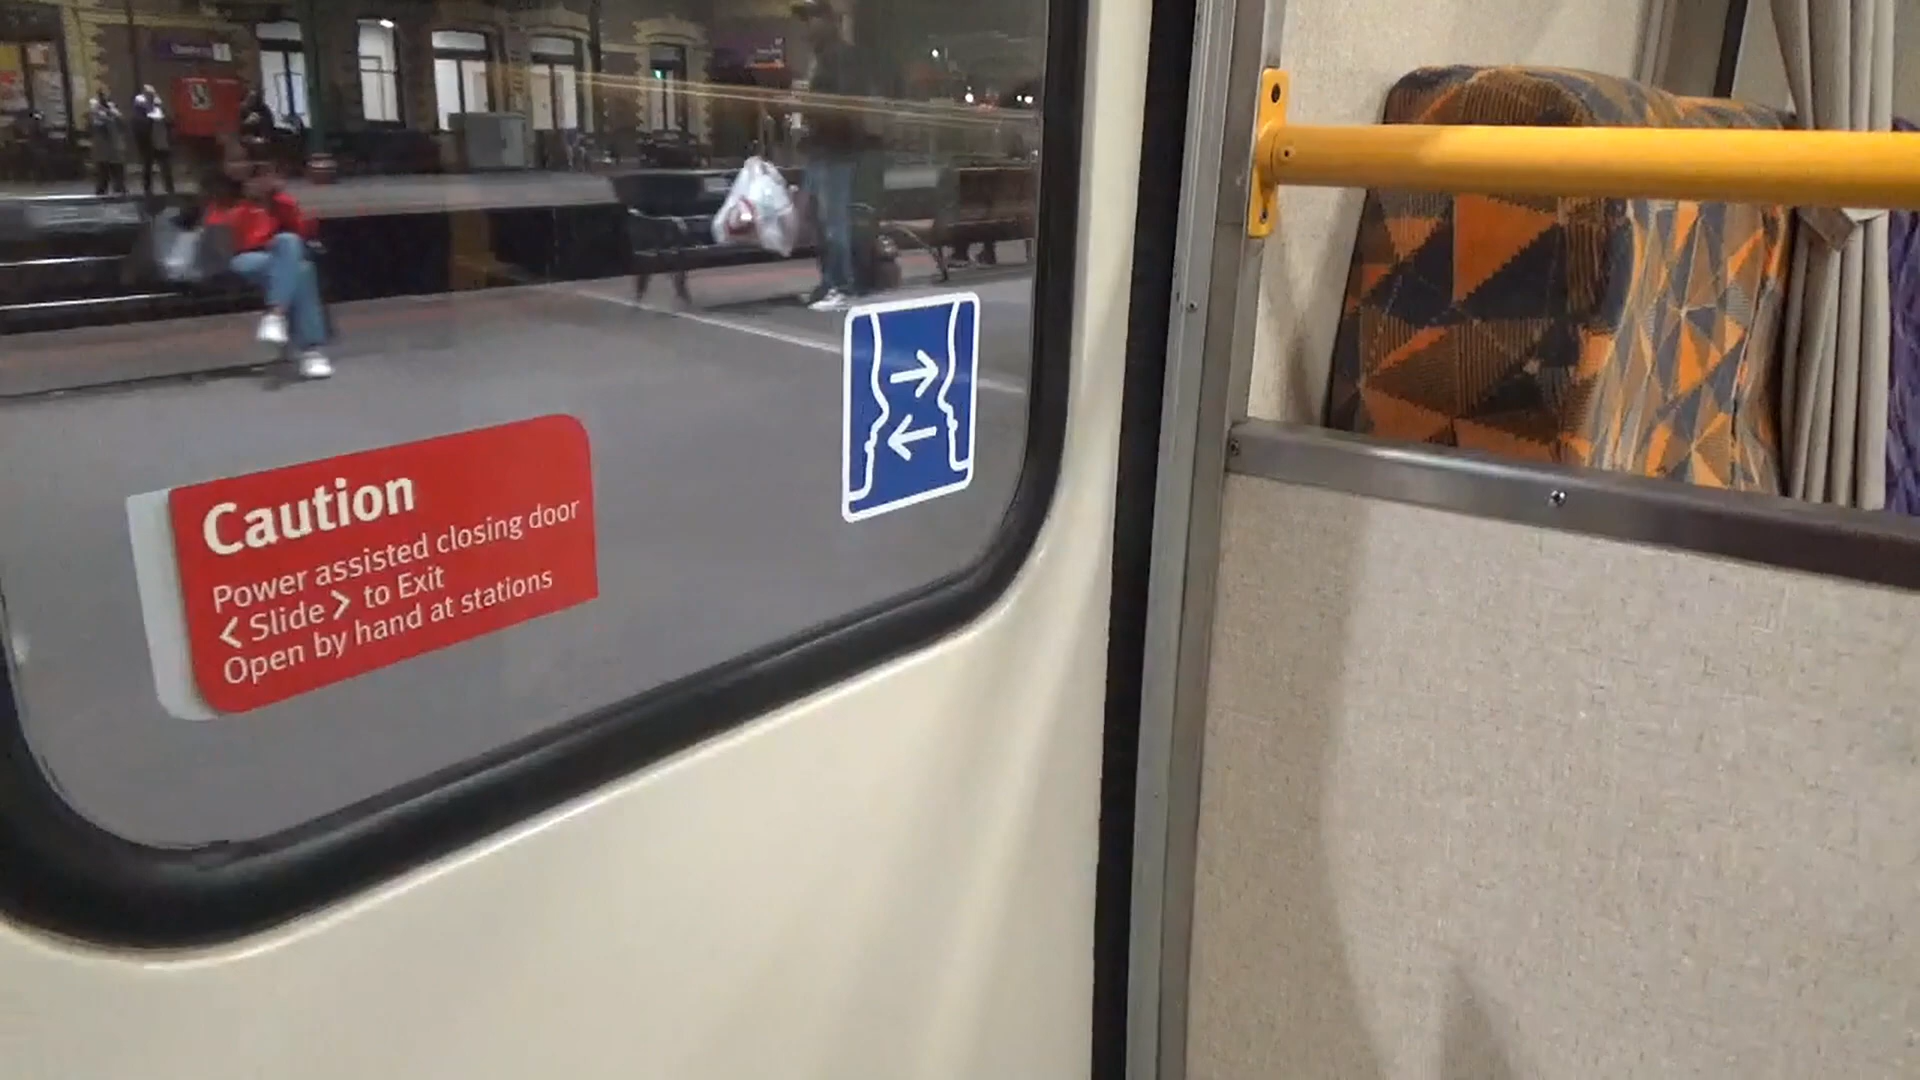 Caution
Power assisted closing door
< Slide > to Exit
Open by hand at stations